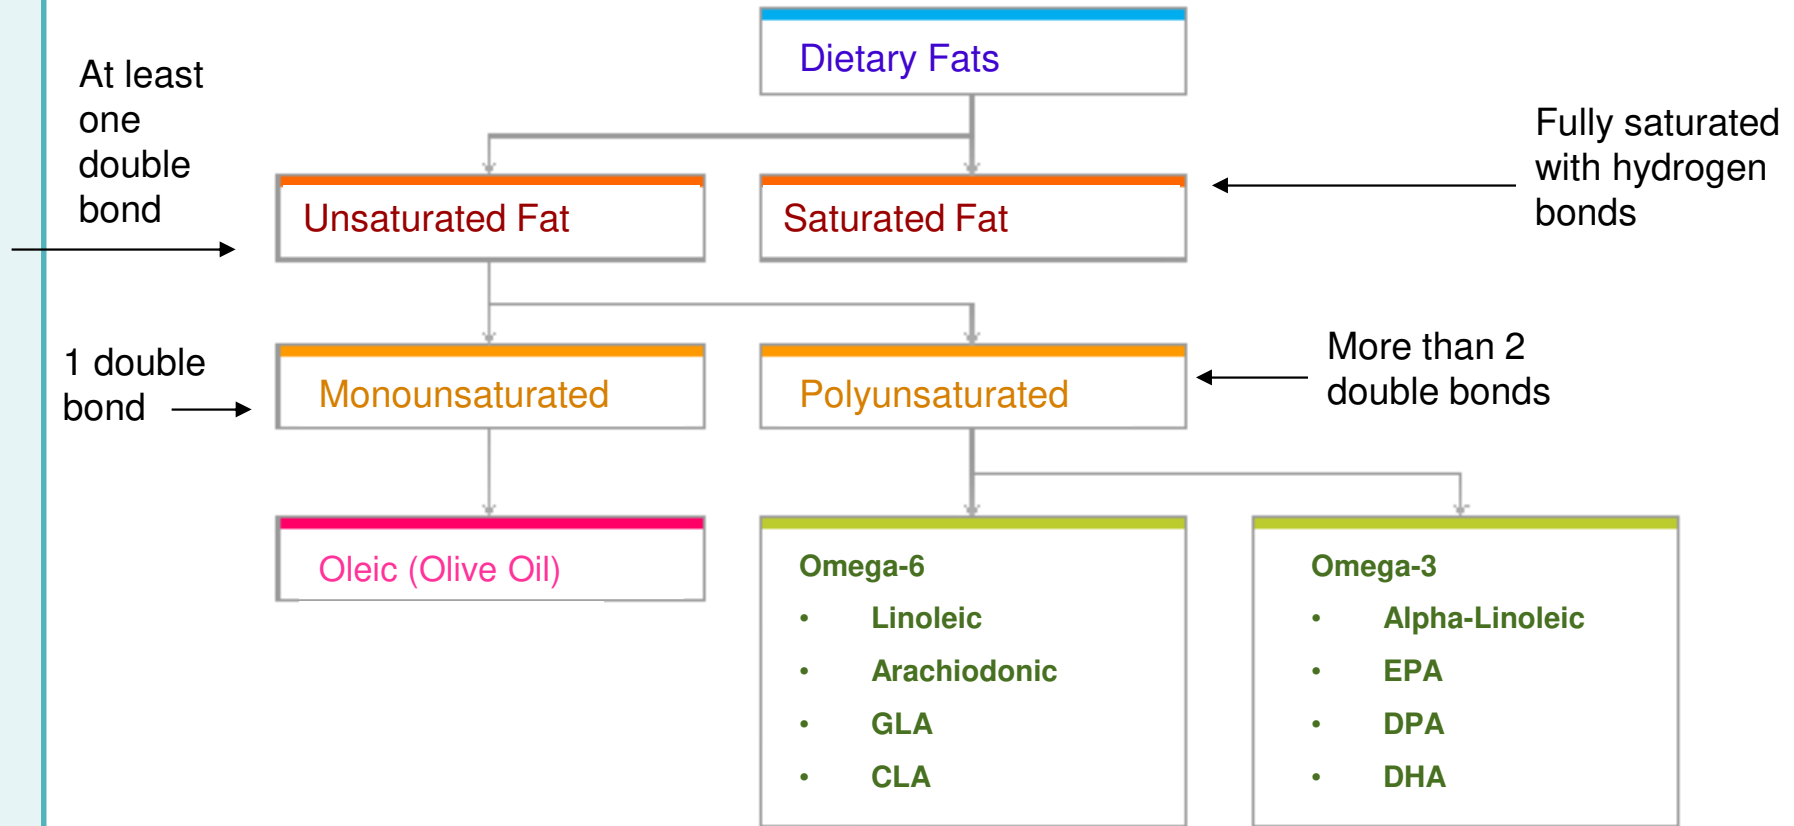 Dietary Fats
At least
one
double
bond
Fully saturated
with hydrogen
bonds
Unsaturated Fat
Saturated Fat
1 double
bond
Monounsaturated
Polyunsaturated
More than 2
double bonds
Oleic (Olive Oil)
Omega-6
• Linoleic
• Arachiodonic
• GLA
• CLA
Omega-3
• Alpha-Linoleic
• EPA
• DPA
• DHA